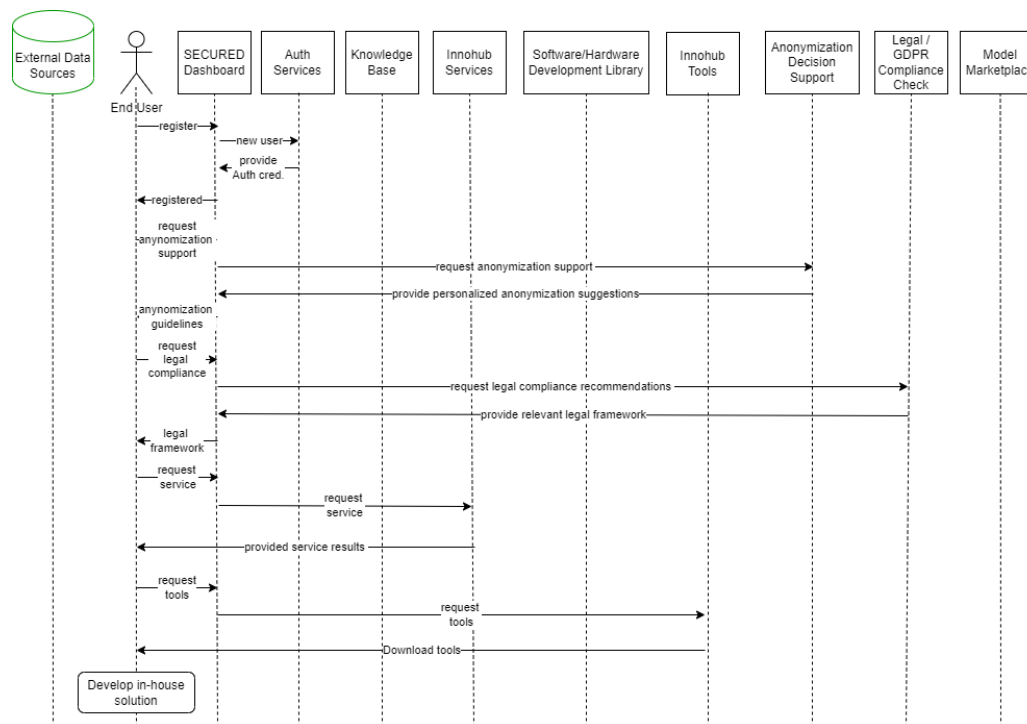 External Data
Sources
End User
SECURED
Dashboard
Auth
Services
Knowledge
Base
Innohub
Services
Software/Hardware
Development Library
Innohub
Tools
Anonymization
Decision
Support
Legal /
GDPR
Compliance
Check
Model
Marketplac
register
new user
provide
Auth cred.
registered
request
anynomization
support
request anonymization support
provide personalized anonymization suggestions
anynomization
guidelines
request
legal
compliance
request legal compliance recommendations
provide relevant legal framework
legal
framework
request
service
request
service
provided service results
request
tools
request
tools
Download tools
Develop in-house
solution